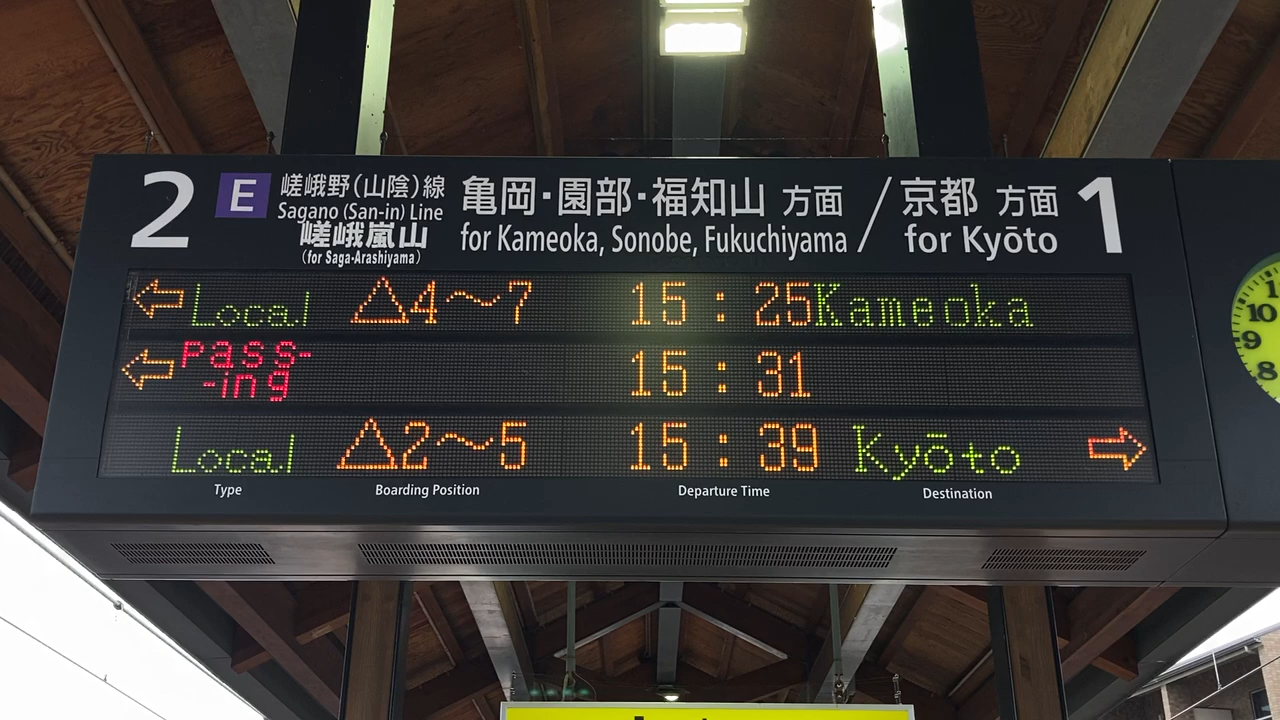 2 E 嵯峨野(山陰)線 亀岡・園部・福知山 方面 / 京都 方面 1
Sagano (San-in) Line for Kameoka, Sonobe, Fukuchiyama for Kyōto
嵯峨嵐山
(for Saga-Arashiyama)
← Local △4〜7 15:25 Kameoka
← Pass-
-ing 15:31
Local △2〜5 15:39 Kyōto →
Type Boarding Position Departure Time Destination
10
9
8